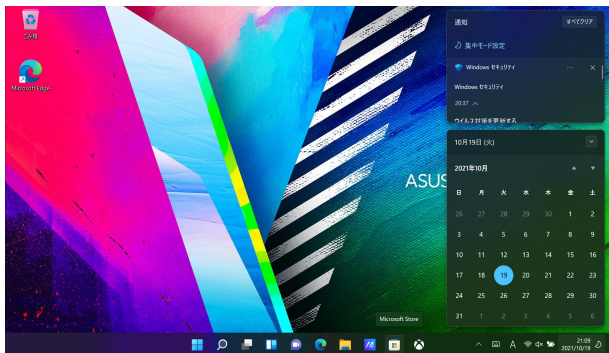 ごみ箱
Microsoft Edge
ASUS
通知
すべてクリア
集中モード設定
Windows セキュリティ
Windows セキュリティ
20:37
ウイルス対策を更新する
10月19日 (火)
2021年10月
日 月 火 水 木 金 土
26 27 28 29 30 1 2
3 4 5 6 7 8 9
10 11 12 13 14 15 16
17 18 19 20 21 22 23
24 25 26 27 28 29 30
31 1 2 3 4 5 6
Microsoft Store
A
21:09
2021/10/19